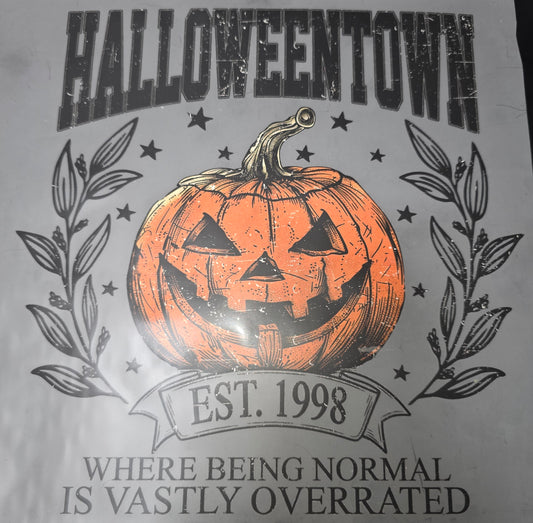 HALLOWEENTOWN
EST. 1998
WHERE BEING NORMAL
IS VASTLY OVERRATED